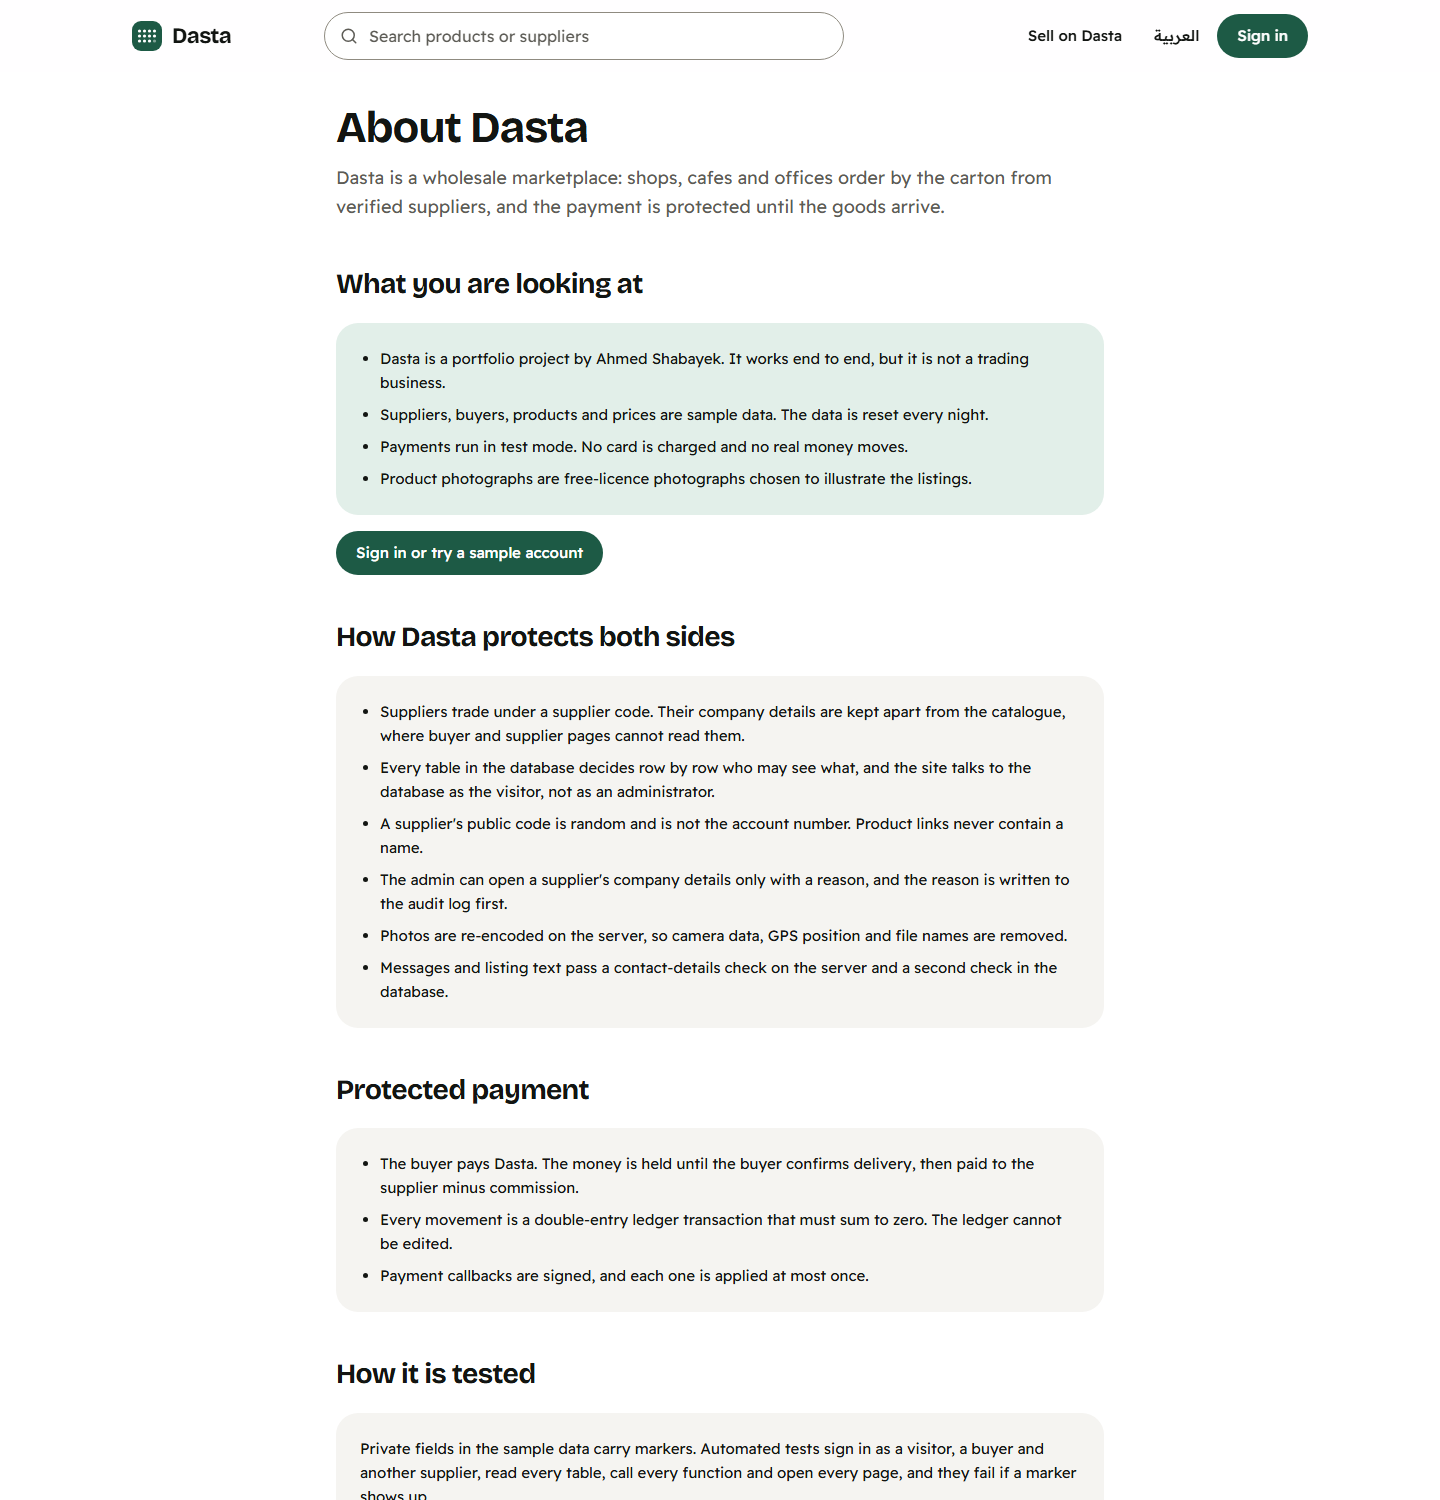 Dasta
Search products or suppliers
Sell on Dasta
العربية
Sign in
About Dasta
Dasta is a wholesale marketplace: shops, cafes and offices order by the carton from
verified suppliers, and the payment is protected until the goods arrive.
What you are looking at
• Dasta is a portfolio project by Ahmed Shabayek. It works end to end, but it is not a trading
business.
• Suppliers, buyers, products and prices are sample data. The data is reset every night.
• Payments run in test mode. No card is charged and no real money moves.
• Product photographs are free-licence photographs chosen to illustrate the listings.
Sign in or try a sample account
How Dasta protects both sides
• Suppliers trade under a supplier code. Their company details are kept apart from the catalogue,
where buyer and supplier pages cannot read them.
• Every table in the database decides row by row who may see what, and the site talks to the
database as the visitor, not as an administrator.
• A supplier's public code is random and is not the account number. Product links never contain a
name.
• The admin can open a supplier's company details only with a reason, and the reason is written to
the audit log first.
• Photos are re-encoded on the server, so camera data, GPS position and file names are removed.
• Messages and listing text pass a contact-details check on the server and a second check in the
database.
Protected payment
• The buyer pays Dasta. The money is held until the buyer confirms delivery, then paid to the
supplier minus commission.
• Every movement is a double-entry ledger transaction that must sum to zero. The ledger cannot
be edited.
• Payment callbacks are signed, and each one is applied at most once.
How it is tested
Private fields in the sample data carry markers. Automated tests sign in as a visitor, a buyer and
another supplier, read every table, call every function and open every page, and they fail if a marker
shows up.